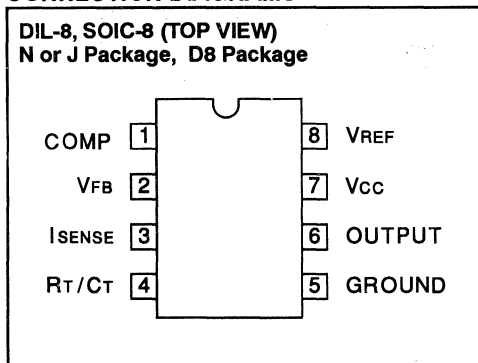 DIL-8, SOIC-8 (TOP VIEW)
N or J Package, D8 Package
COMP 1 8 VREF
VFB 2 7 Vcc
ISENSE 3 6 OUTPUT
RT/CT 4 5 GROUND